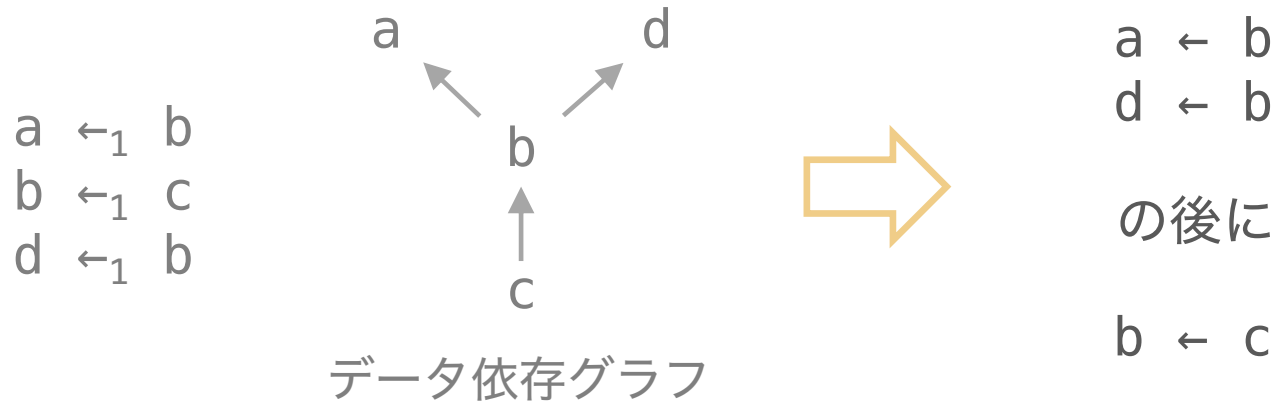 a ←₁ b
b ←₁ c
d ←₁ b
a
d
b
c
データ依存グラフ
a ← b
d ← b
の後に
b ← c